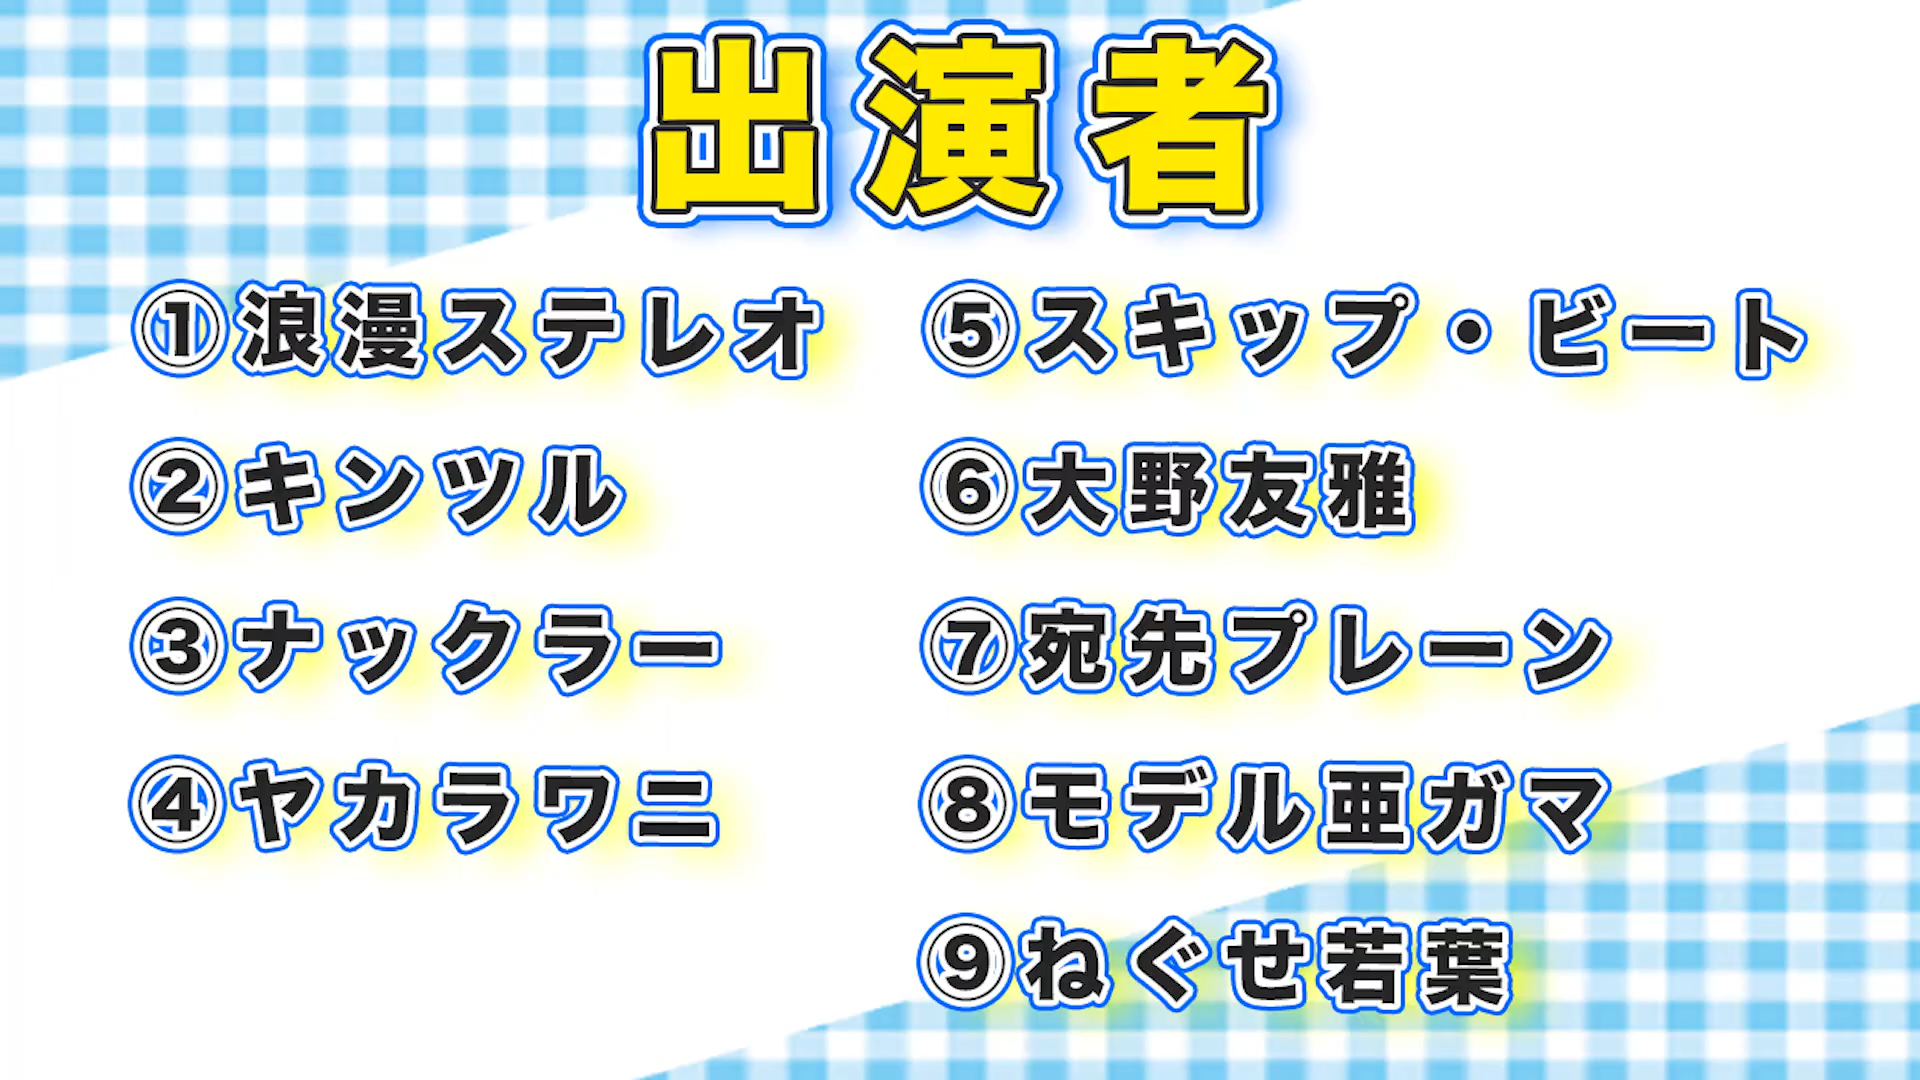 出演者
①浪漫ステレオ
②キンツル
③ナックラー
④ヤカラワニ
⑤スキップ・ビート
⑥大野友雅
⑦宛先プレーン
⑧モデル亜ガマ
⑨ねぐせ若葉